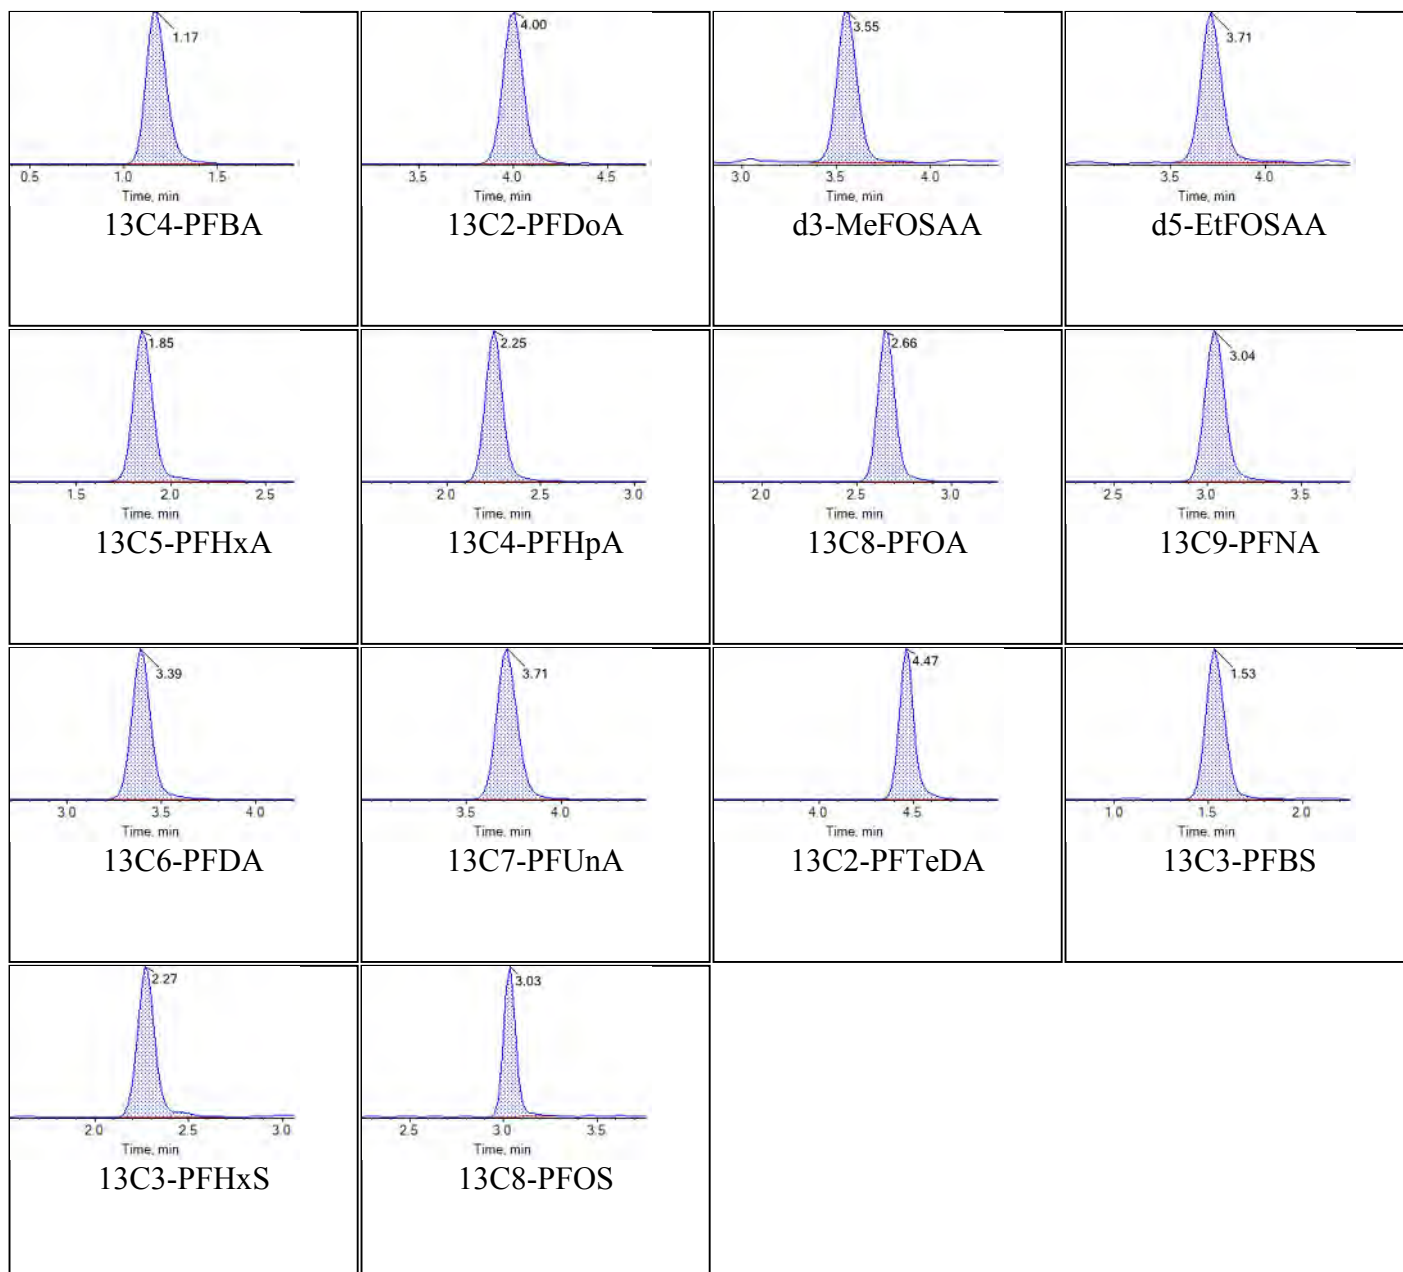 1.17
0.5 1.0 1.5
Time, min
13C4-PFBA
4.00
3.5 4.0 4.5
Time, min
13C2-PFDoA
3.55
3.0 3.5 4.0
Time, min
d3-MeFOSAA
3.71
3.5 4.0
Time, min
d5-EtFOSAA
1.85
1.5 2.0 2.5
Time, min
13C5-PFHxA
2.25
2.0 2.5 3.0
Time, min
13C4-PFHpA
2.66
2.0 2.5 3.0
Time, min
13C8-PFOA
3.04
2.5 3.0 3.5
Time, min
13C9-PFNA
3.39
3.0 3.5 4.0
Time, min
13C6-PFDA
3.71
3.5 4.0
Time, min
13C7-PFUnA
4.47
4.0 4.5
Time, min
13C2-PFTeDA
1.53
1.0 1.5 2.0
Time, min
13C3-PFBS
2.27
2.0 2.5 3.0
Time, min
13C3-PFHxS
3.03
2.5 3.0 3.5
Time, min
13C8-PFOS